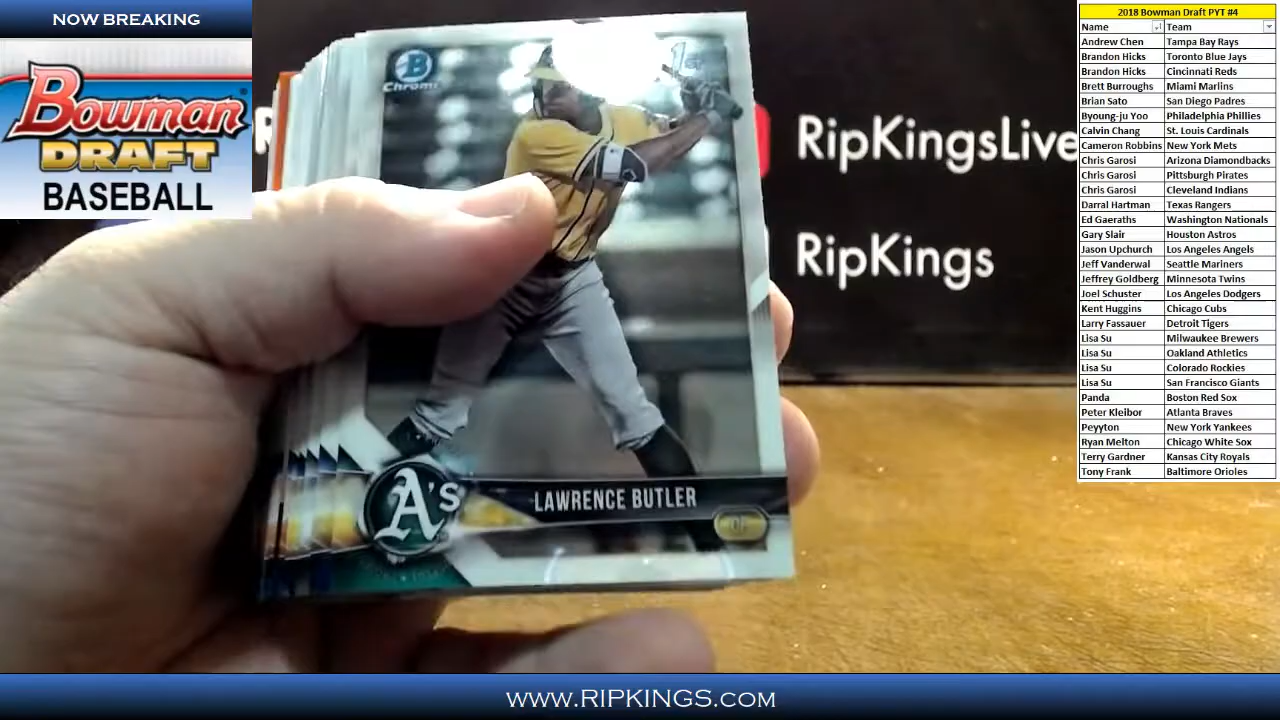 NOW BREAKING
Bowman
DRAFT
BASEBALL
B
Chrome
1st
RipKingsLive
RipKings
A's
LAWRENCE BUTLER
OF
2018 Bowman Draft PYT #4
Name Team
Andrew Chen Tampa Bay Rays
Brandon Hicks Toronto Blue Jays
Brandon Hicks Cincinnati Reds
Brett Burroughs Miami Marlins
Brian Sato San Diego Padres
Byoung-ju Yoo Philadelphia Phillies
Calvin Chang St. Louis Cardinals
Cameron Robbins New York Mets
Chris Garosi Arizona Diamondbacks
Chris Garosi Pittsburgh Pirates
Chris Garosi Cleveland Indians
Darral Hartman Texas Rangers
Ed Gaeraths Washington Nationals
Gary Slair Houston Astros
Jason Upchurch Los Angeles Angels
Jeff Vanderwal Seattle Mariners
Jeffrey Goldberg Minnesota Twins
Joel Schuster Los Angeles Dodgers
Kent Huggins Chicago Cubs
Larry Fassauer Detroit Tigers
Lisa Su Milwaukee Brewers
Lisa Su Oakland Athletics
Lisa Su Colorado Rockies
Lisa Su San Francisco Giants
Panda Boston Red Sox
Peter Kleibor Atlanta Braves
Peyyton New York Yankees
Ryan Melton Chicago White Sox
Terry Gardner Kansas City Royals
Tony Frank Baltimore Orioles
WWW.RIPKINGS.COM